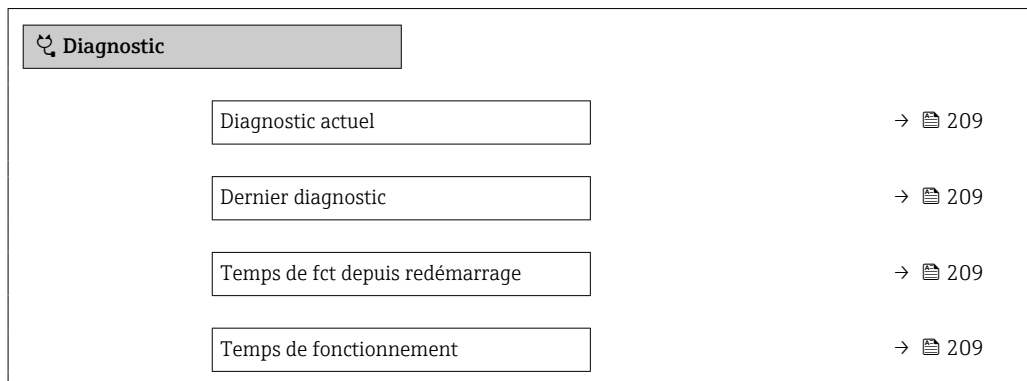 Diagnostic
Diagnostic actuel → 209
Dernier diagnostic → 209
Temps de fct depuis redémarrage → 209
Temps de fonctionnement → 209